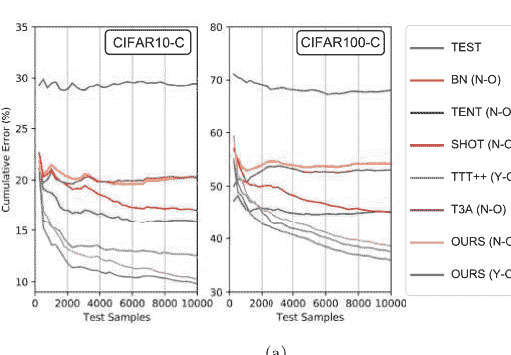 CIFAR10-C
CIFAR100-C
Cumulative Error (%)
35
30
25
20
15
10
0 2000 4000 6000 8000 10000
Test Samples
80
70
60
50
40
30
0 2000 4000 6000 8000 10000
Test Samples
TEST
BN (N-O)
TENT (N-O
SHOT (N-O
TTT++ (Y-O
T3A (N-O)
OURS (N-O
OURS (Y-O
(a)